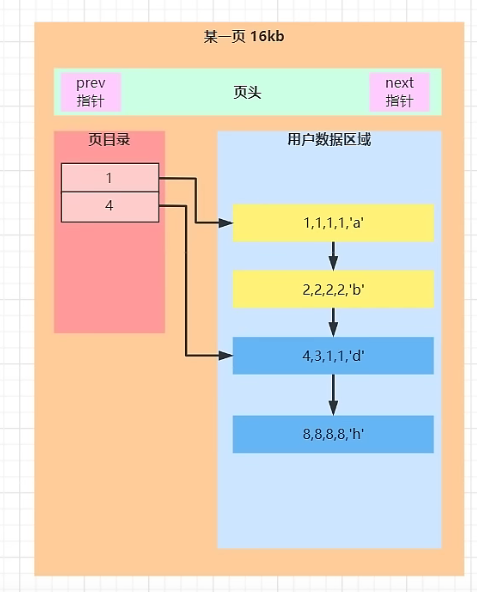 某一页 16kb
prev
指针
页头
next
指针
页目录
1
4
用户数据区域
1,1,1,1,'a'
2,2,2,2,'b'
4,3,1,1,'d'
8,8,8,8,'h'